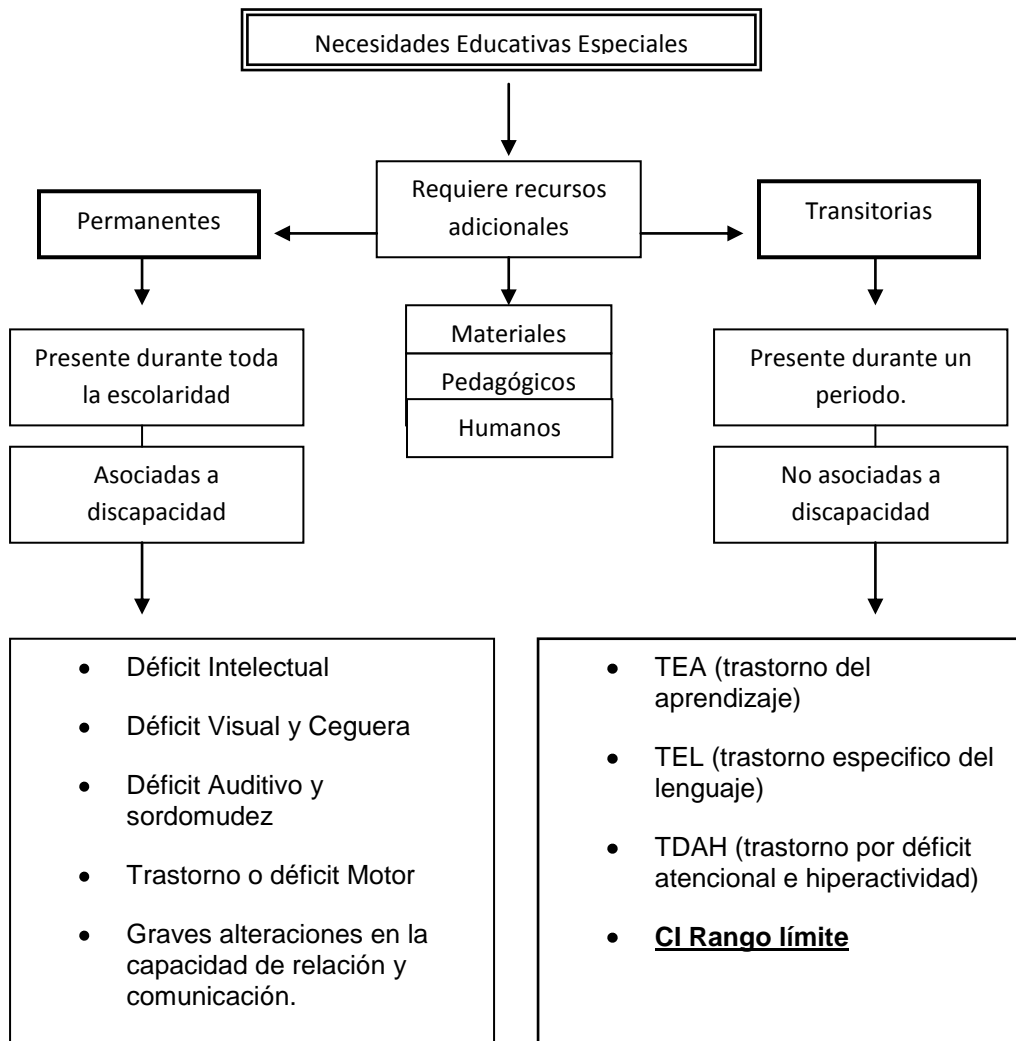 Necesidades Educativas Especiales
Requiere recursos
adicionales
Permanentes
Transitorias
Materiales
Pedagógicos
Humanos
Presente durante toda
la escolaridad
Asociadas a
discapacidad
Presente durante un
periodo.
No asociadas a
discapacidad
• Déficit Intelectual
• Déficit Visual y Ceguera
• Déficit Auditivo y
sordomudez
• Trastorno o déficit Motor
• Graves alteraciones en la
capacidad de relación y
comunicación.
• TEA (trastorno del
aprendizaje)
• TEL (trastorno especifico del
lenguaje)
• TDAH (trastorno por déficit
atencional e hiperactividad)
• CI Rango límite